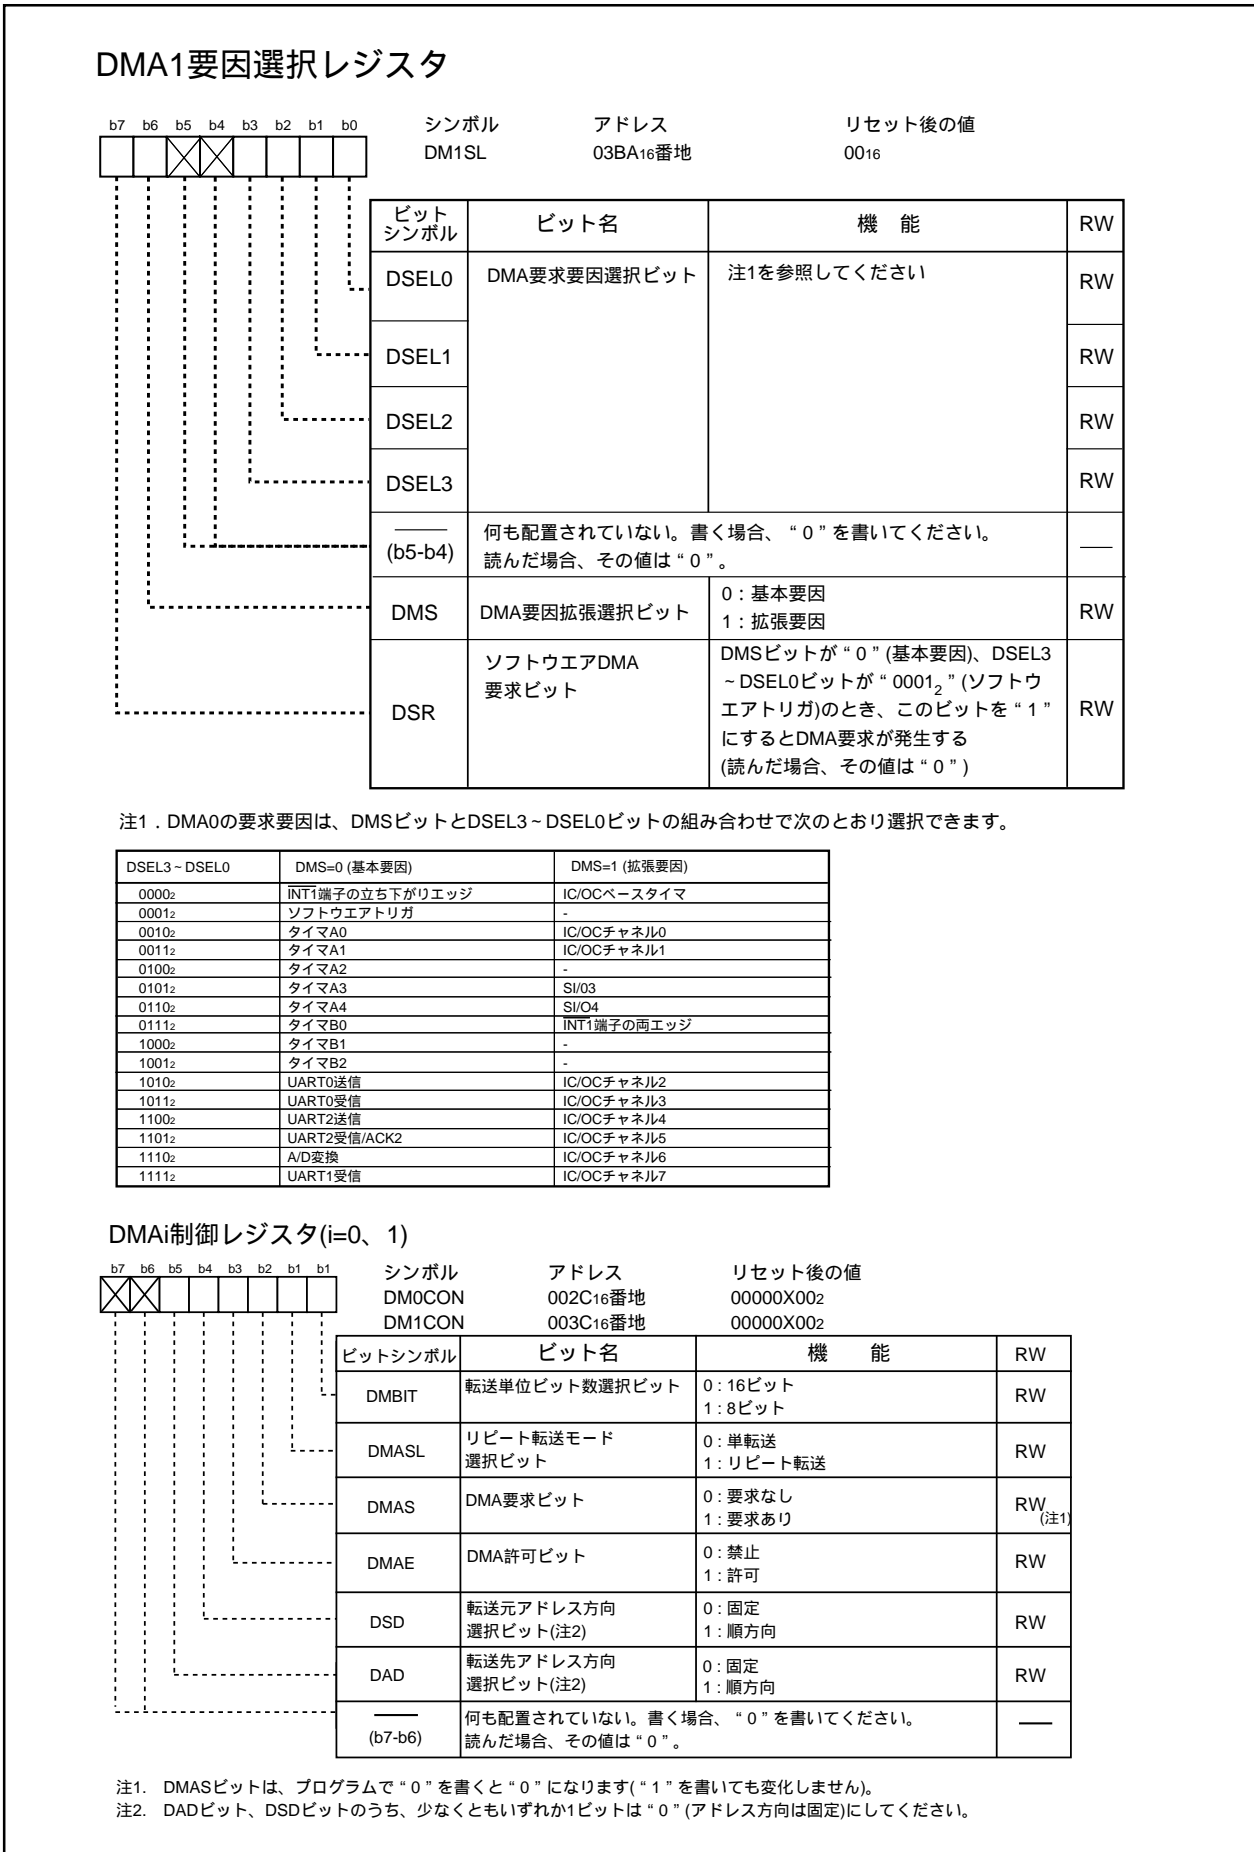 DMA1要因選択レジスタ
b7 b6 b5 b4 b3 b2 b1 b0
シンボル アドレス リセット後の値
DM1SL 03BA16番地 0016
ビット
シンボル ビット名 機 能 RW
DSEL0 DMA要求要因選択ビット 注1を参照してください RW
DSEL1 RW
DSEL2 RW
DSEL3 RW
(b5-b4) 何も配置されていない。書く場合、“0”を書いてください。
読んだ場合、その値は“0”。
DMS DMA要因拡張選択ビット 0:基本要因
1:拡張要因 RW
DSR ソフトウエアDMA
要求ビット
DMSビットが“0”(基本要因)、DSEL3
~DSEL0ビットが“00012”(ソフトウ
エアトリガ)のとき、このビットを“1”
にするとDMA要求が発生する
(読んだ場合、その値は“0”)
RW
注1.DMA0の要求要因は、DMSビットとDSEL3~DSEL0ビットの組み合わせで次のとおり選択できます。
DSEL3~DSEL0 DMS=0 (基本要因) DMS=1 (拡張要因)
00002 INT1端子の立ち下がりエッジ IC/OCベースタイマ
00012 ソフトウエアトリガ -
00102 タイマA0 IC/OCチャネル0
00112 タイマA1 IC/OCチャネル1
01002 タイマA2 -
01012 タイマA3 SI/03
01102 タイマA4 SI/O4
01112 タイマB0 INT1端子の両エッジ
10002 タイマB1 -
10012 タイマB2 -
10102 UART0送信 IC/OCチャネル2
10112 UART0受信 IC/OCチャネル3
11002 UART2送信 IC/OCチャネル4
11012 UART2受信/ACK2 IC/OCチャネル5
11102 A/D変換 IC/OCチャネル6
11112 UART1受信 IC/OCチャネル7
DMAi制御レジスタ(i=0、1)
b7 b6 b5 b4 b3 b2 b1 b1
シンボル アドレス リセット後の値
DM0CON 002C16番地 00000X002
DM1CON 003C16番地 00000X002
ビットシンボル ビット名 機 能 RW
DMBIT 転送単位ビット数選択ビット 0:16ビット
1:8ビット RW
DMASL リピート転送モード
選択ビット
0:単転送
1:リピート転送 RW
DMAS DMA要求ビット 0:要求なし
1:要求あり RW
(注1)
DMAE DMA許可ビット 0:禁止
1:許可 RW
DSD 転送元アドレス方向
選択ビット(注2)
0:固定
1:順方向 RW
DAD 転送先アドレス方向
選択ビット(注2)
0:固定
1:順方向 RW
(b7-b6) 何も配置されていない。書く場合、“0”を書いてください。
読んだ場合、その値は“0”。
注1. DMASビットは、プログラムで“0”を書くと“0”になります(“1”を書いても変化しません)。
注2. DADビット、DSDビットのうち、少なくともいずれか1ビットは“0”(アドレス方向は固定)にしてください。